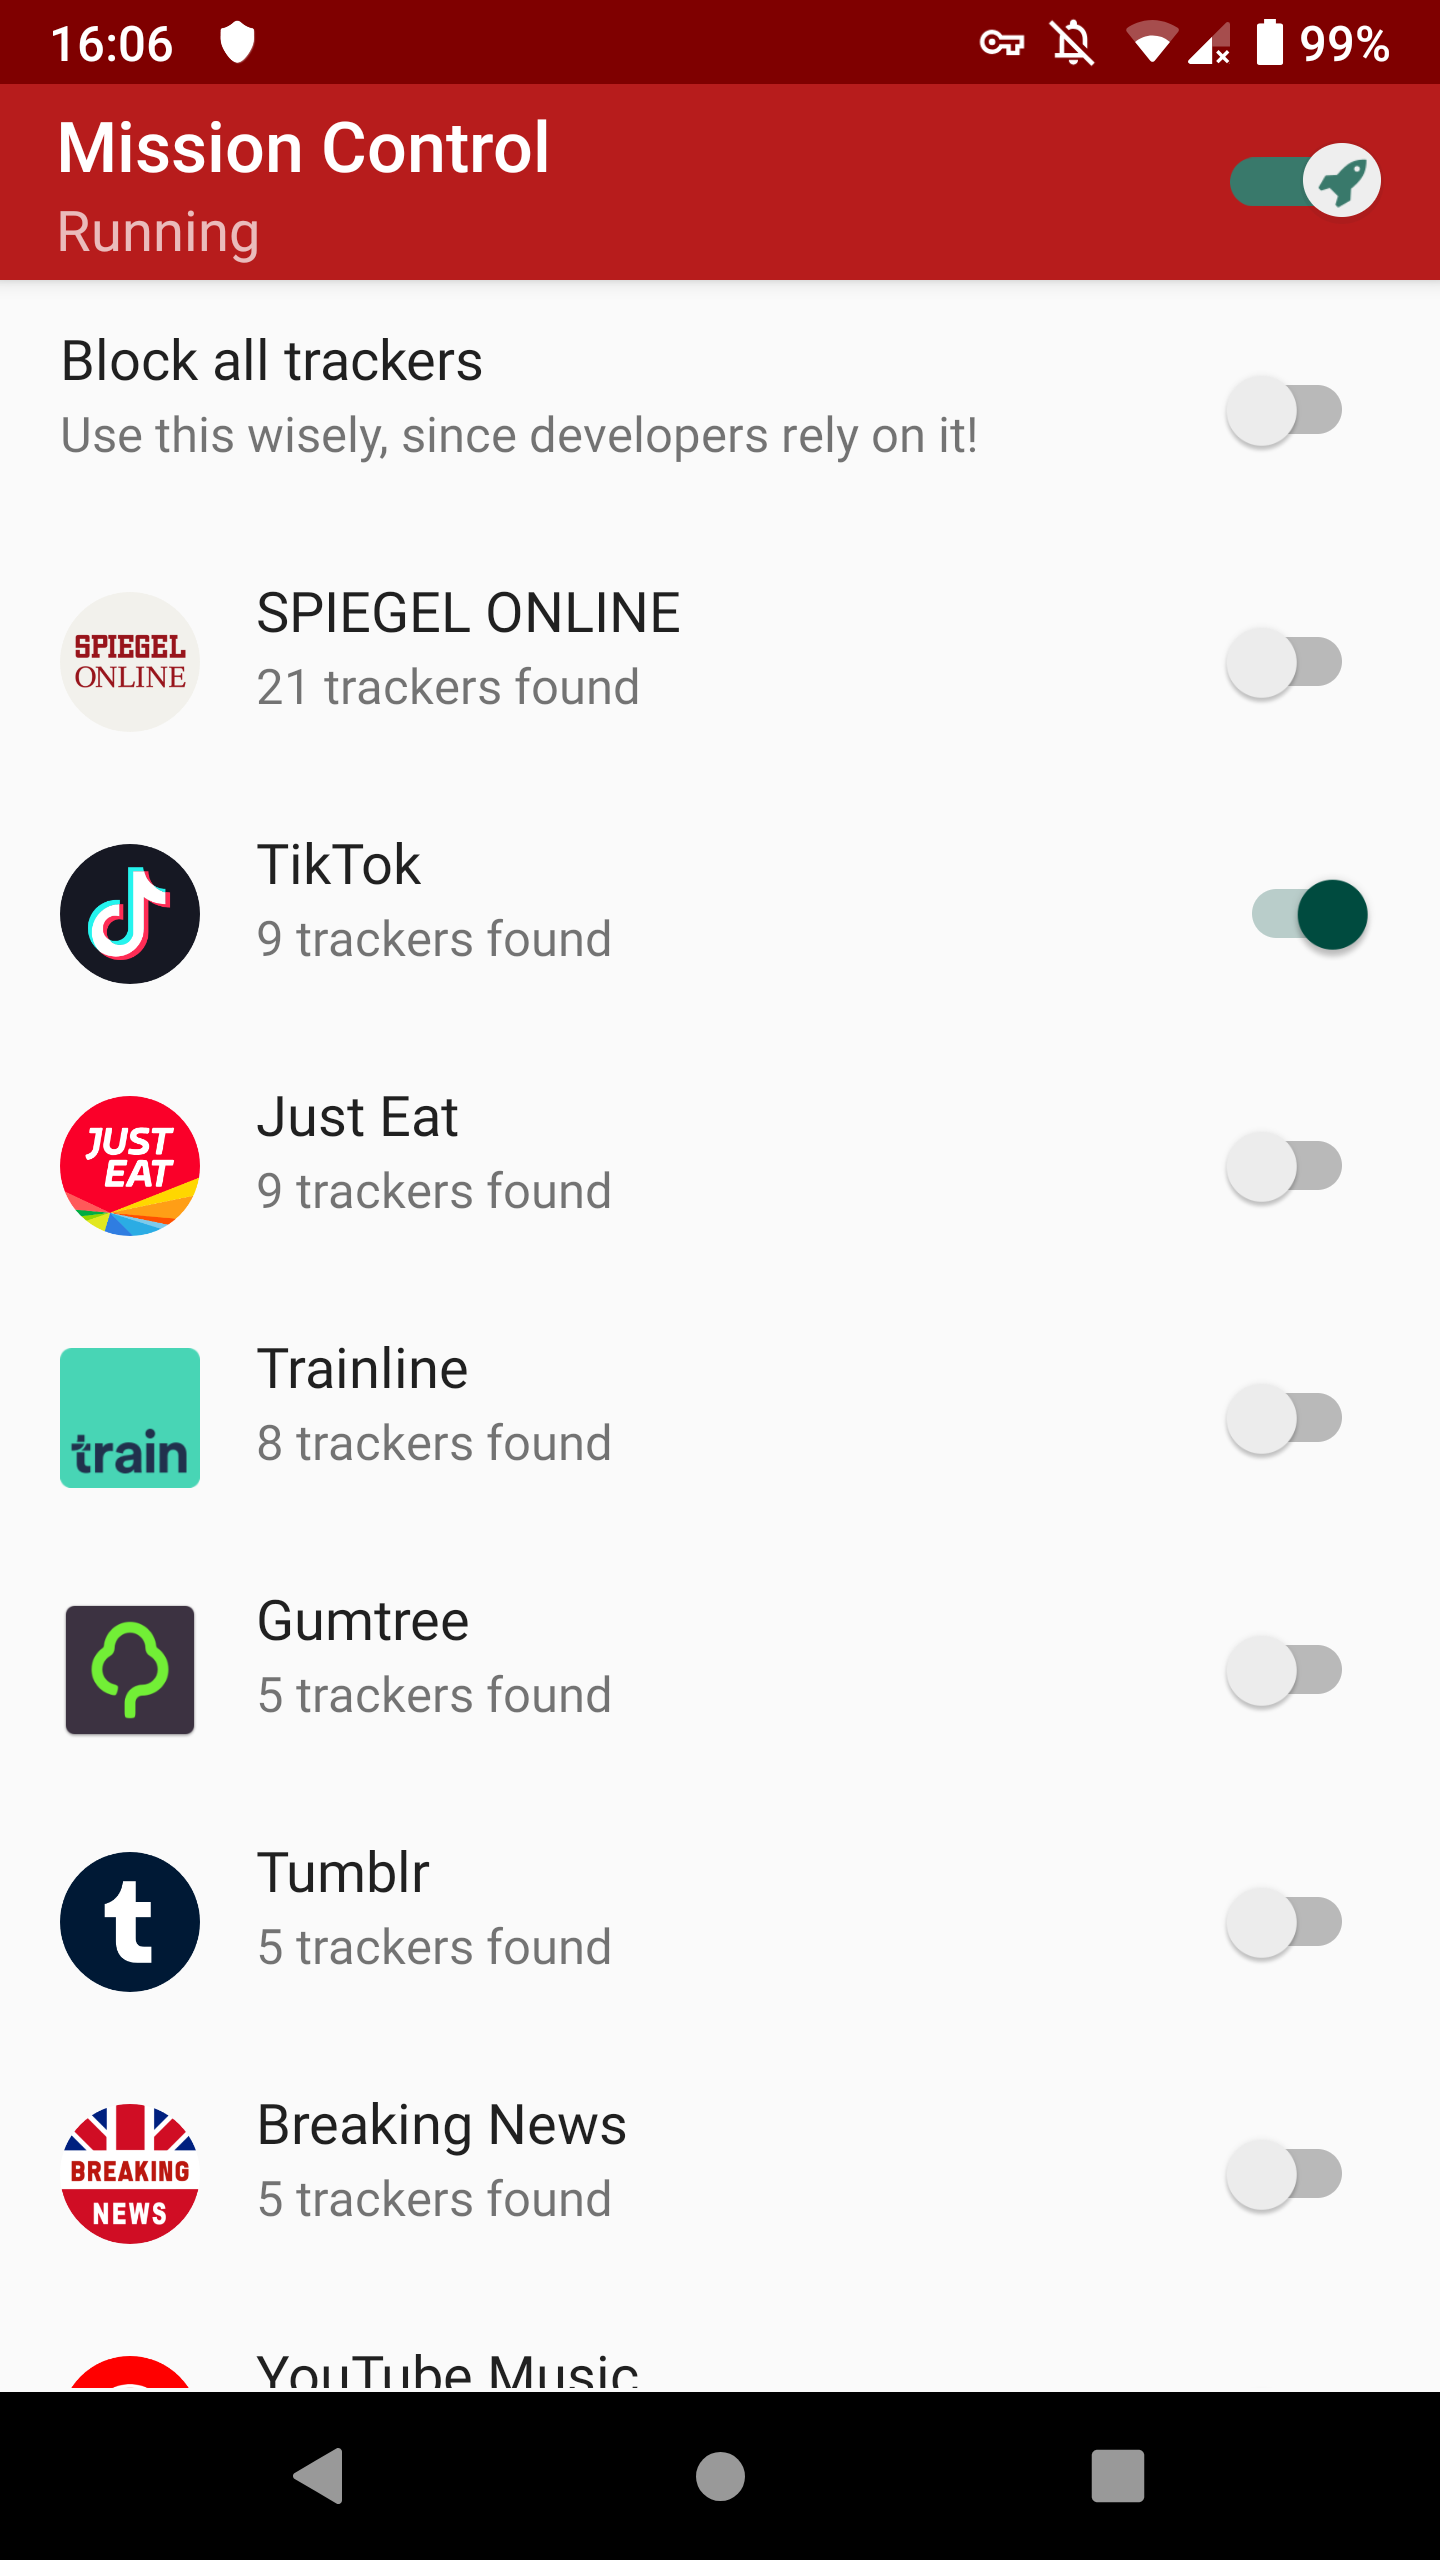 16:06
99%
Mission Control
Running
Block all trackers
Use this wisely, since developers rely on it!
SPIEGEL
ONLINE
SPIEGEL ONLINE
21 trackers found
TikTok
9 trackers found
JUST
EAT
Just Eat
9 trackers found
train
Trainline
8 trackers found
Gumtree
5 trackers found
t
Tumblr
5 trackers found
BREAKING
NEWS
Breaking News
5 trackers found
YouTube Music